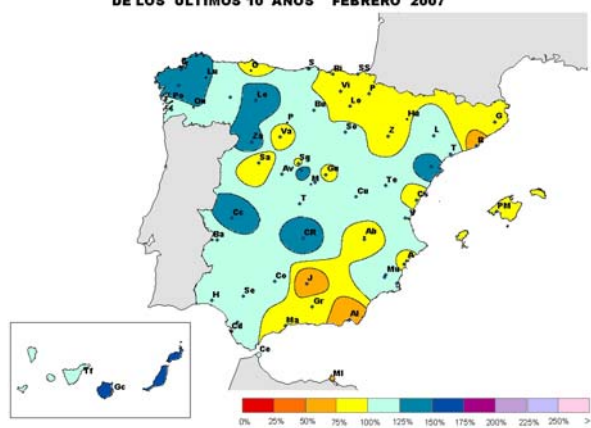 DE LOS ULTIMOS 10 AÑOS FEBRERO 2007
O S Bi SS
Lu Vi P
Po Ou Le Lo Hu G
Bu
P So Z L B
Za Va T
Sa Sg
Av M Gu Te
T Cu Cs PM
Cc V
Ba CR Ab
A
Mu
Co J
H Se
Gr Al
Ma
Cd
Ce
Ml
Tf
Gc
0% 25% 50% 75% 100% 125% 150% 175% 200% 225% 250% >